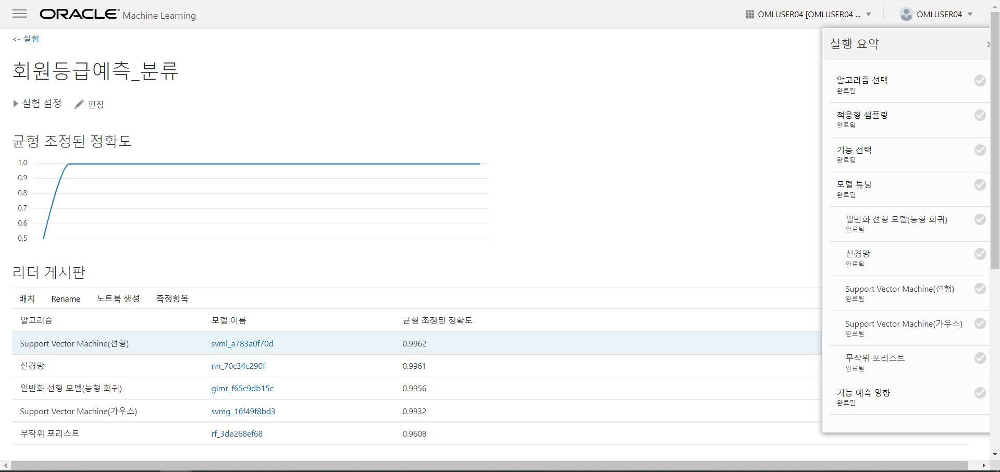 ORACLE Machine Learning
OMLUSER04 [OMLUSER04 ...
OMLUSER04
<- 실험
회원등급예측_분류
실험 설정
편집
균형 조정된 정확도
1.0
0.9
0.8
0.7
0.6
0.5
리더 게시판
배치 Rename 노트북 생성 측정항목
알고리즘 모델 이름 균형 조정된 정확도
Support Vector Machine(선형) svml_a783a0f70d 0.9962
신경망 nn_70c34c290f 0.9961
일반화 선형 모델(능형 회귀) glmr_f65c9db15c 0.9956
Support Vector Machine(가우스) svmg_16f49f8bd3 0.9932
무작위 포리스트 rf_3de268ef68 0.9608
실행 요약
알고리즘 선택
완료됨
적응형 샘플링
완료됨
기능 선택
완료됨
모델 튜닝
완료됨
일반화 선형 모델(능형 회귀)
완료됨
신경망
완료됨
Support Vector Machine(선형)
완료됨
Support Vector Machine(가우스)
완료됨
무작위 포리스트
완료됨
기능 예측 영향
완료됨